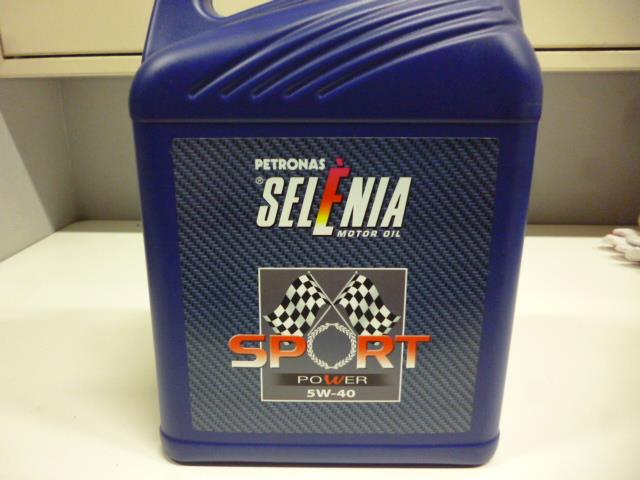 PETRONAS
® SELÈNIA
MOTOR OIL
SPORT
POWER
5W-40